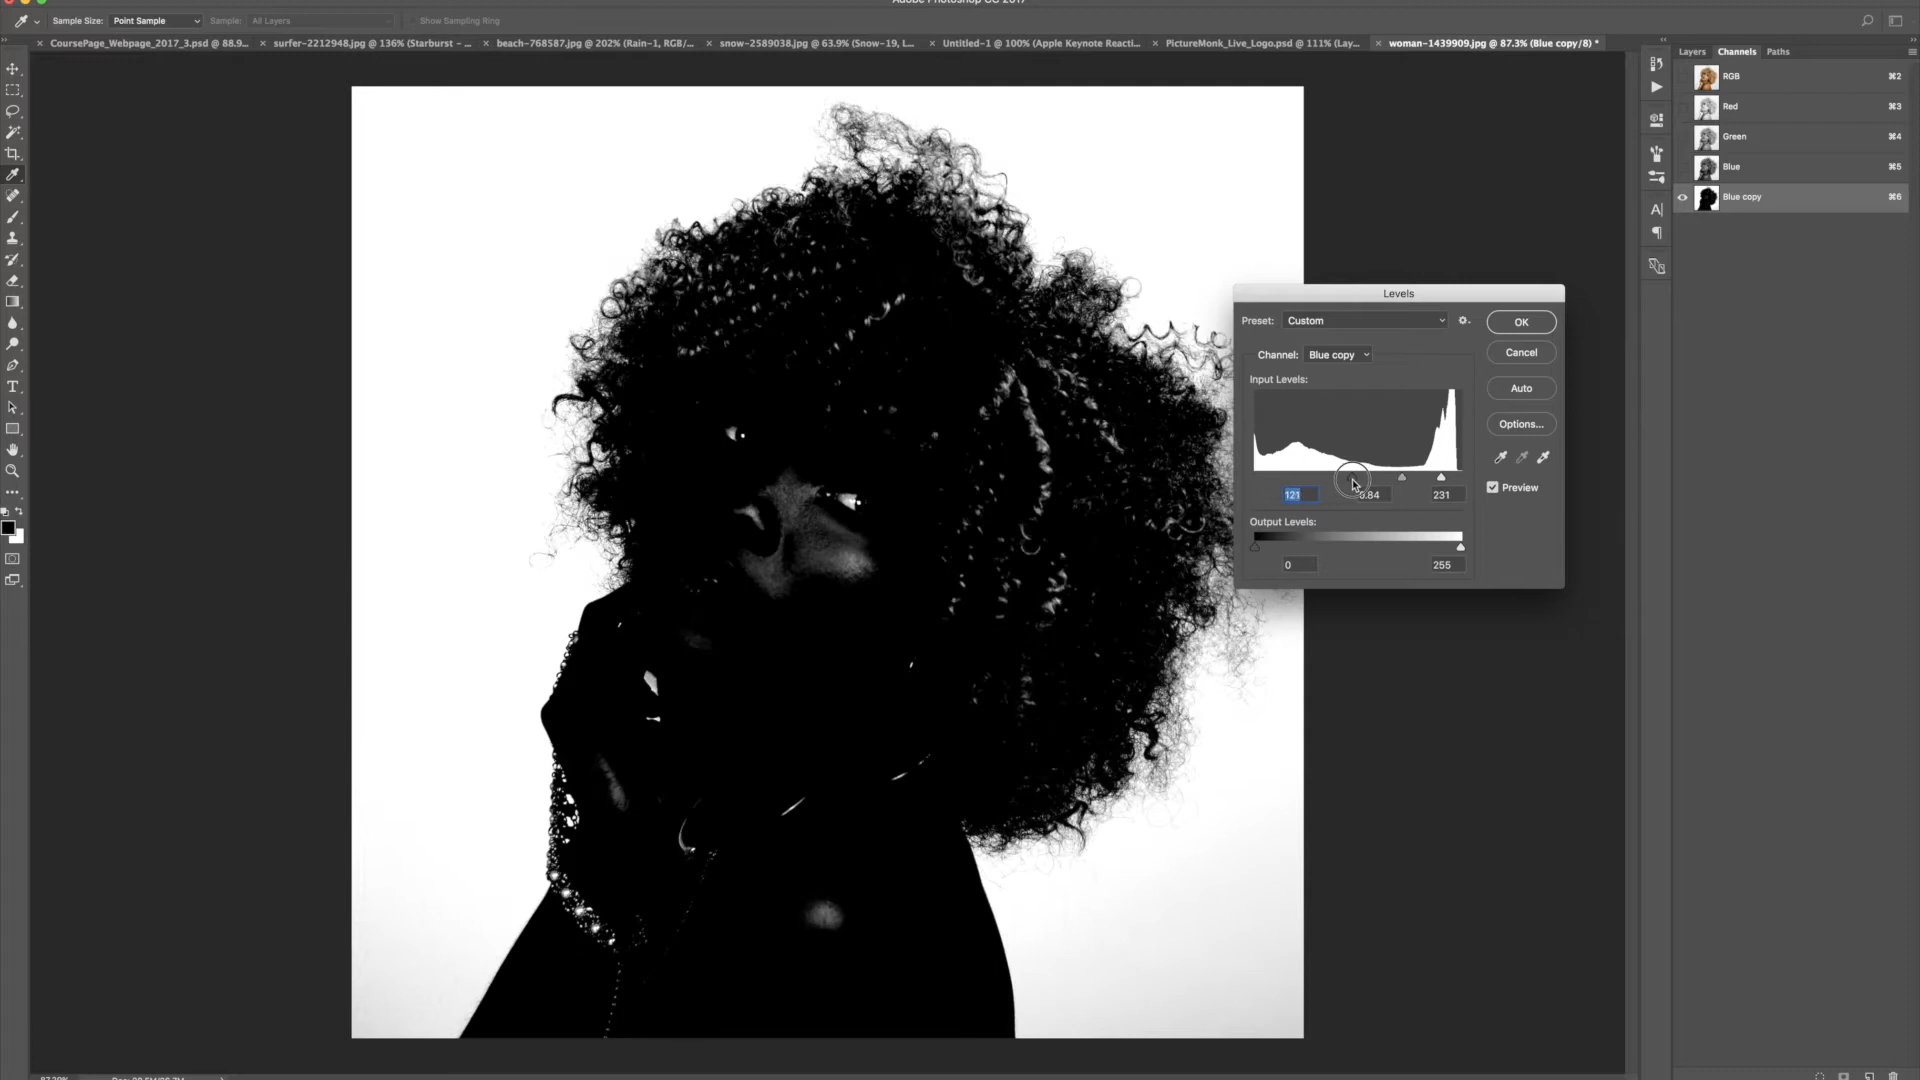 Sample Size: Point Sample Sample: All Layers Show Sampling Ring
CoursePage_Webpage_2017_3.psd @ 88.9... surfer-2212948.jpg @ 136% (Starburst – ... beach-768587.jpg @ 202% (Rain-1, RGB/... snow-2589038.jpg @ 63.9% (Snow-19, L... Untitled-1 @ 100% (Apple Keynote Reacti... PictureMonk_Live_Logo.psd @ 111% (Lay... woman-1439909.jpg @ 87.3% (Blue copy/8) *
Layers Channels Paths
RGB ⌘2
Red ⌘3
Green ⌘4
Blue ⌘5
Blue copy ⌘6
Levels
Preset: Custom
OK
Channel: Blue copy
Cancel
Input Levels:
Auto
Options...
121 0.84 231
Preview
Output Levels:
0 255